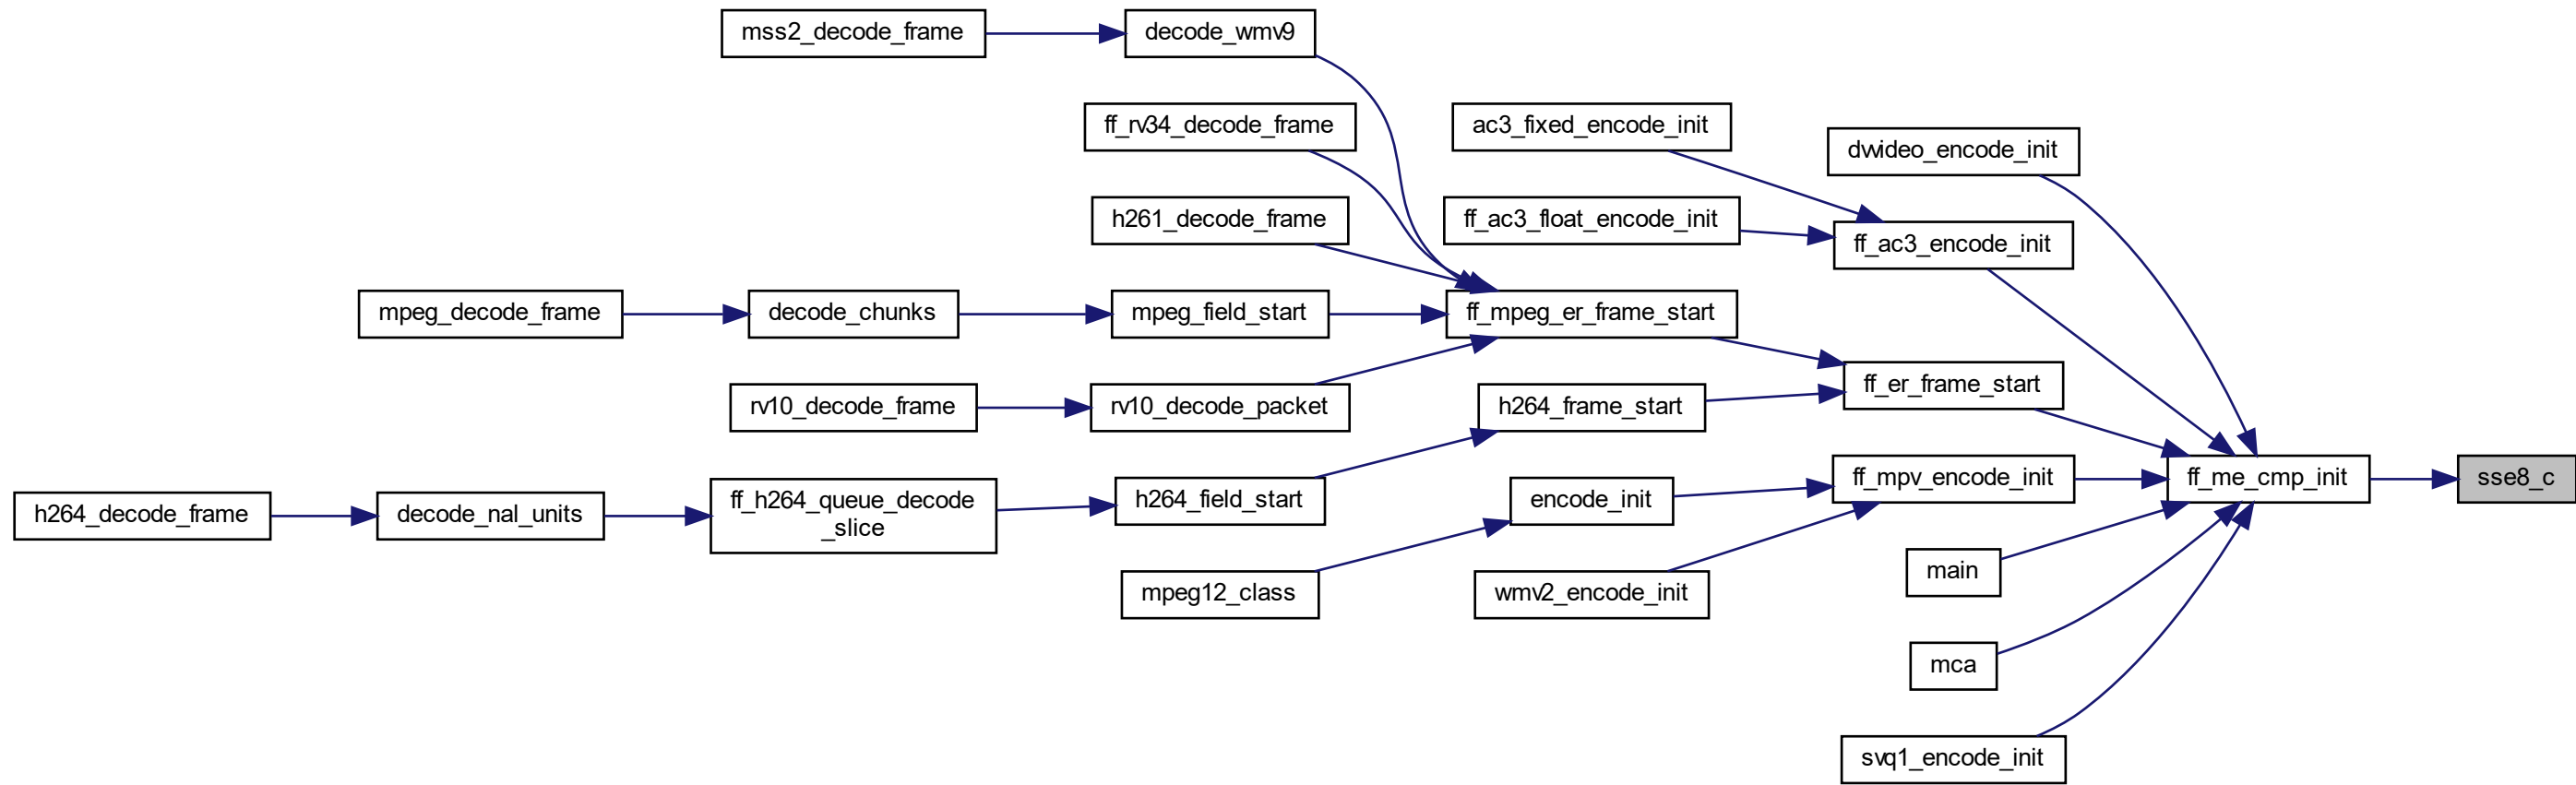 mss2_decode_frame
decode_wmv9
ff_rv34_decode_frame
ac3_fixed_encode_init
dvvideo_encode_init
h261_decode_frame
ff_ac3_float_encode_init
ff_ac3_encode_init
mpeg_decode_frame
decode_chunks
mpeg_field_start
ff_mpeg_er_frame_start
rv10_decode_frame
rv10_decode_packet
h264_frame_start
ff_er_frame_start
h264_decode_frame
decode_nal_units
ff_h264_queue_decode
_slice
h264_field_start
encode_init
ff_mpv_encode_init
ff_me_cmp_init
sse8_c
mpeg12_class
wmv2_encode_init
main
mca
svq1_encode_init